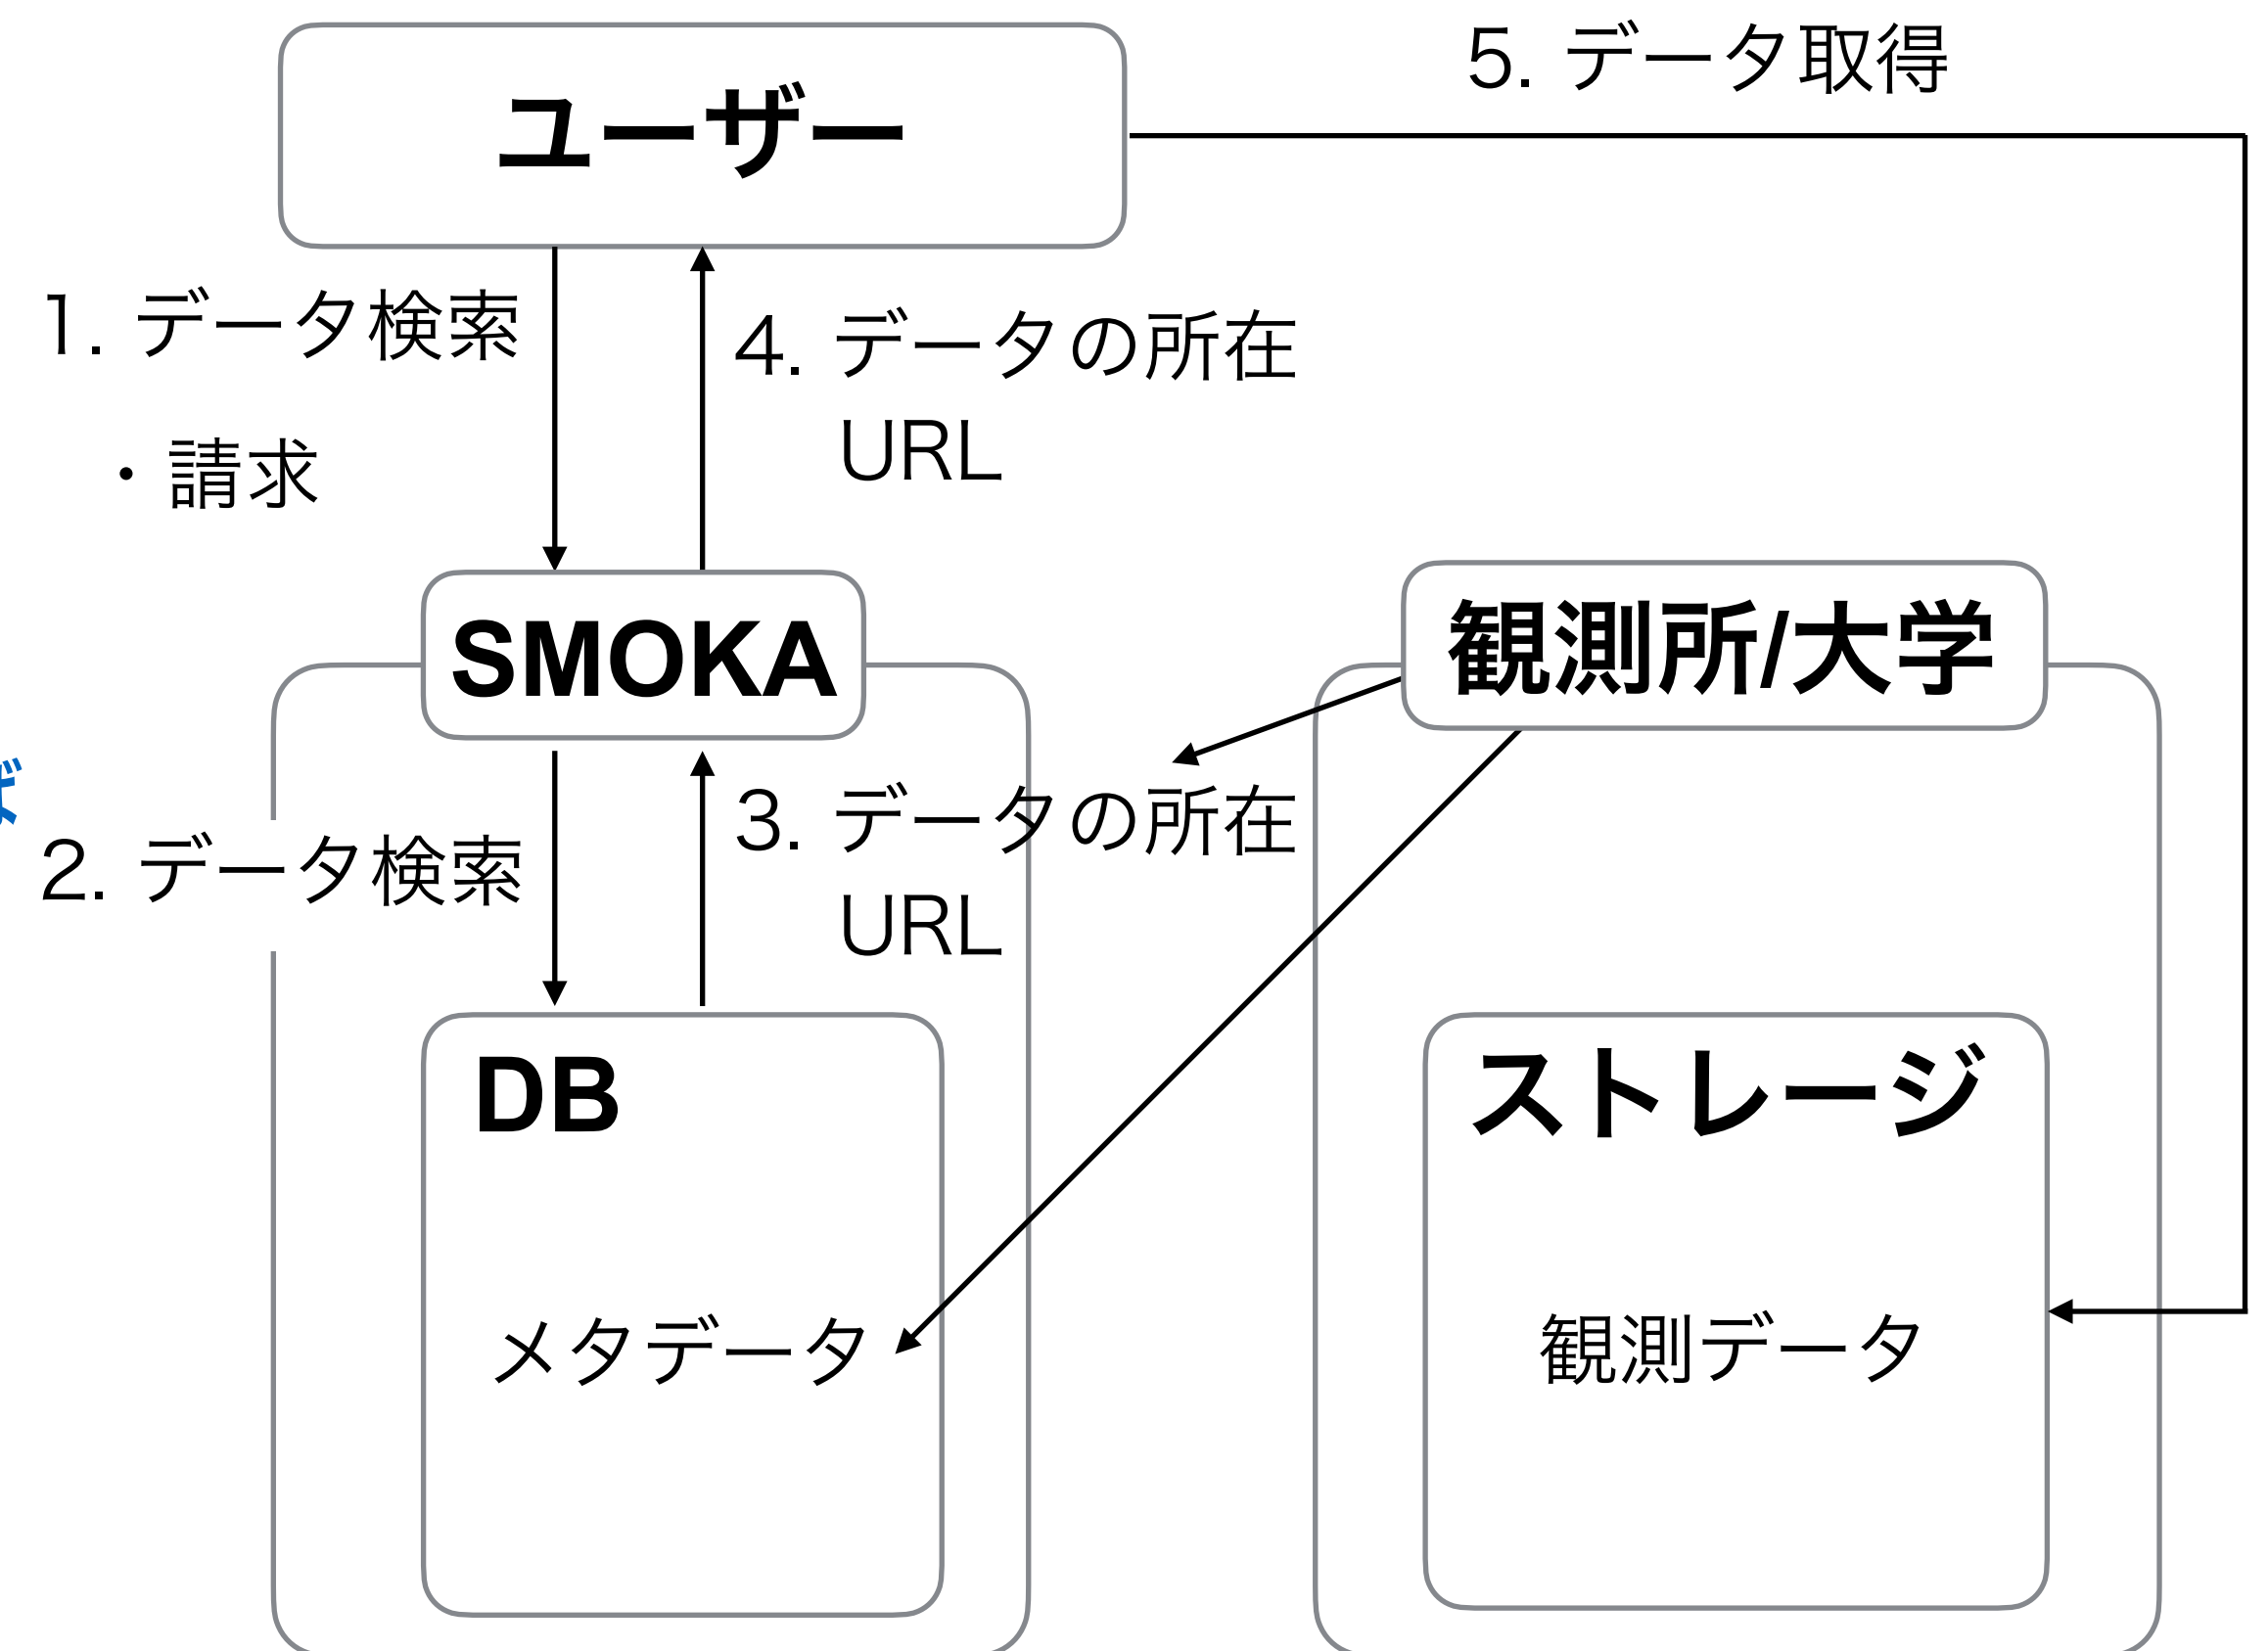 ユーザー
5. データ取得
1. データ検索
・請求
4. データの所在
URL
SMOKA
観測所/大学
2. データ検索
3. データの所在
URL
DB
ストレージ
メタデータ
観測データ